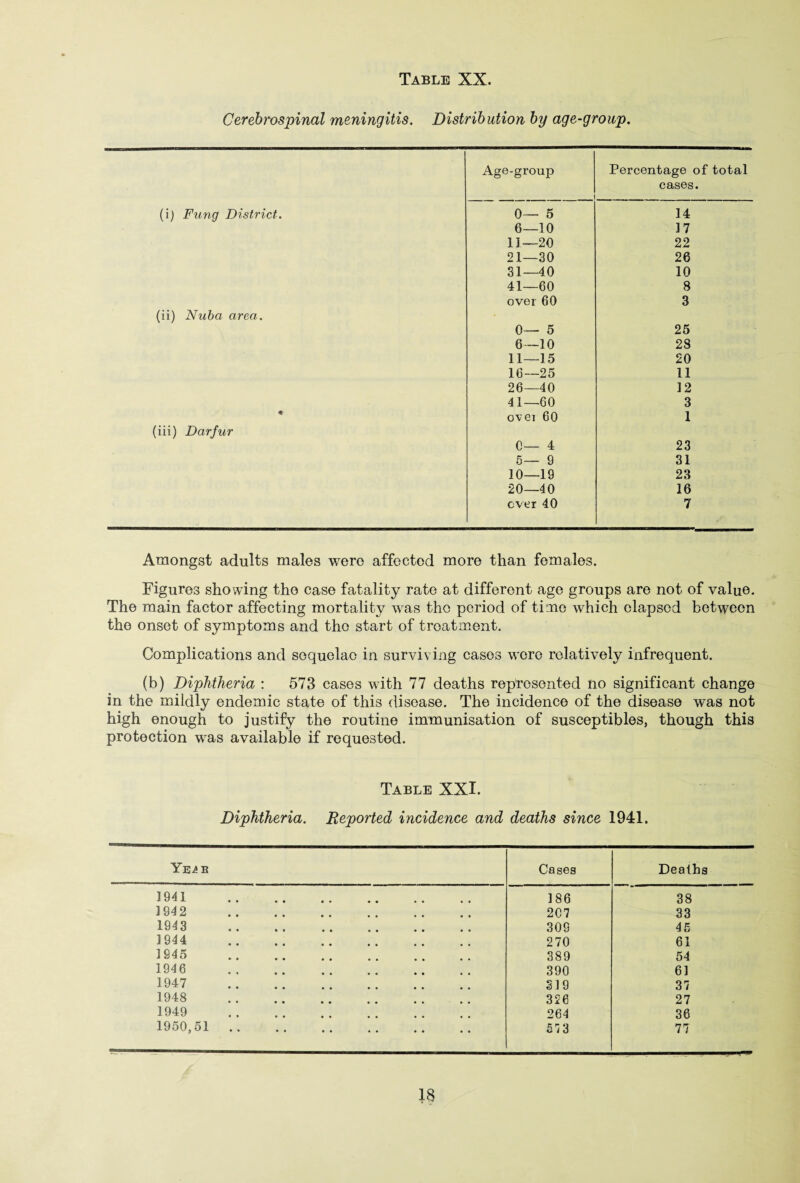 TABLE XX.
Cerebrospinal meningitis. Distribution by age-group.
Age-group Percentage of total cases.
(i) Fung District. 0— 5 14
6—10 17
11—20 22
21—30 26
31—40 10
41—60 8
over 60 3
(ii) Nuba area.
0— 5 25
6—10 28
11—15 20
16—25 11
26—40 12
41—60 3
over 60 1
(iii) Darfur
0— 4 23
5— 9 31
10—19 23
20—40 16
over 40 7
Amongst adults males were affected more than females.
Figures showing the case fatality rate at different age groups are not of value.
The main factor affecting mortality was the period of time which elapsed between
the onset of symptoms and the start of treatment.
Complications and sequelae in surviving cases were relatively infrequent.
(b) Diphtheria : 573 cases with 77 deaths represented no significant change
in the mildly endemic state of this disease. The incidence of the disease was not
high enough to justify the routine immunisation of susceptibles, though this
protection was available if requested.
TABLE XXI.
Diphtheria. Reported incidence and deaths since 1941.
YEAR Cases Deaths
1941 .. .. .. .. .. .. 186 38
1942 .. .. .. .. .. .. 207 33
1943 .. .. .. .. .. .. 309 45
1944 .. .. .. .. .. .. 270 61
1945 .. .. .. .. .. .. 389 54
1946 .. .. .. .. .. .. 390 61
1947 .. .. .. .. .. .. 319 37
1948 .. .. .. .. .. .. 326 27
1949 .. .. .. .. .. .. 264 36
1950,51 .. .. .. .. .. .. 573 77
18